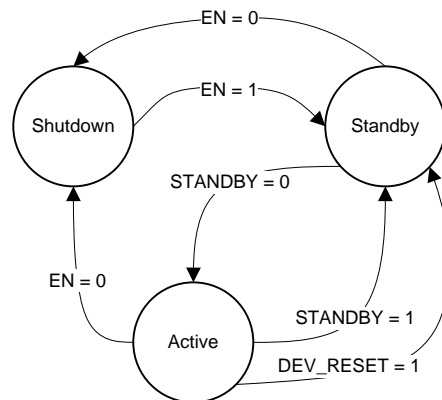 EN = 0
EN = 1
Shutdown
Standby
STANDBY = 0
EN = 0
STANDBY = 1
Active
DEV_RESET = 1